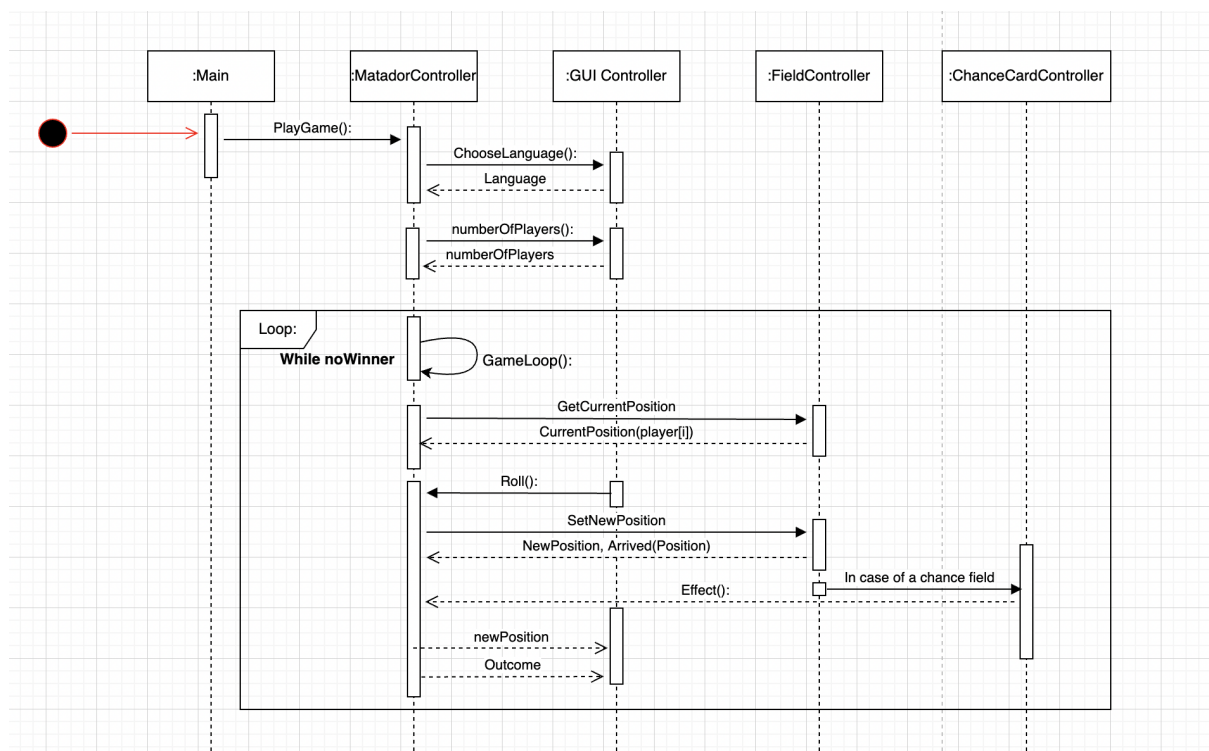 :Main
:MatadorController
:GUI Controller
:FieldController
:ChanceCardController
PlayGame():
ChooseLanguage():
Language
numberOfPlayers():
numberOfPlayers
Loop:
While noWinner
GameLoop():
GetCurrentPosition
CurrentPosition(player[i])
Roll():
SetNewPosition
NewPosition, Arrived(Position)
In case of a chance field
Effect():
newPosition
Outcome